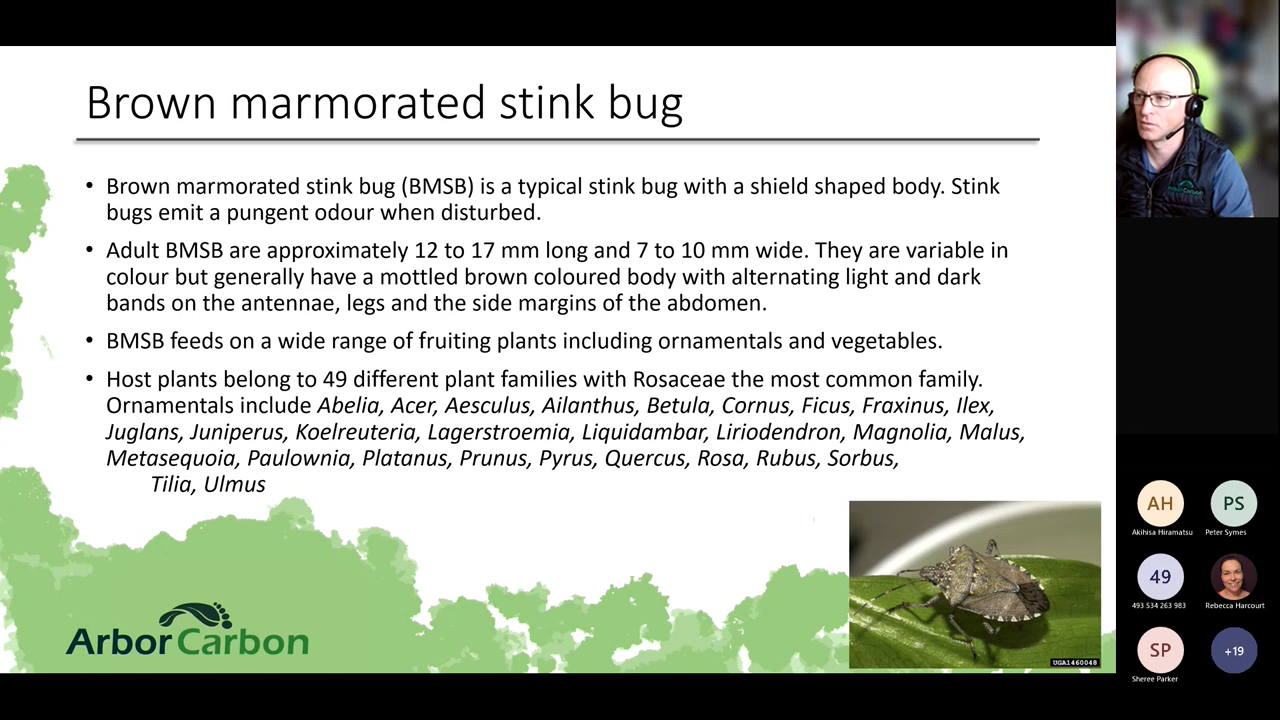 Brown marmorated stink bug
• Brown marmorated stink bug (BMSB) is a typical stink bug with a shield shaped body. Stink
bugs emit a pungent odour when disturbed.
• Adult BMSB are approximately 12 to 17 mm long and 7 to 10 mm wide. They are variable in
colour but generally have a mottled brown coloured body with alternating light and dark
bands on the antennae, legs and the side margins of the abdomen.
• BMSB feeds on a wide range of fruiting plants including ornamentals and vegetables.
• Host plants belong to 49 different plant families with Rosaceae the most common family.
Ornamentals include Abelia, Acer, Aesculus, Ailanthus, Betula, Cornus, Ficus, Fraxinus, Ilex,
Juglans, Juniperus, Koelreuteria, Lagerstroemia, Liquidambar, Liriodendron, Magnolia, Malus,
Metasequoia, Paulownia, Platanus, Prunus, Pyrus, Quercus, Rosa, Rubus, Sorbus,
Tilia, Ulmus
ArborCarbon
UGA1460048
ArborCarbon
AH
PS
Akihisa Hiramatsu
Peter Symes
49
493 534 263 983
Rebecca Harcourt
SP
+19
Sheree Parker